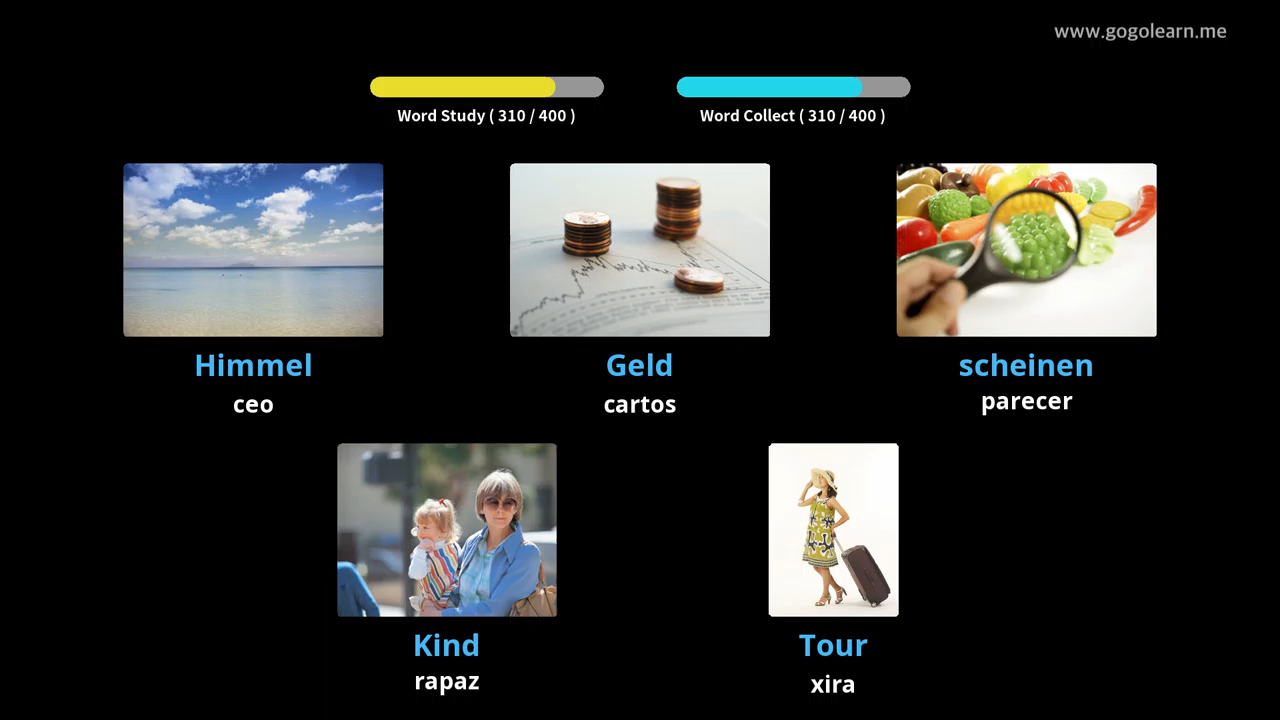 www.gogolearn.me
Word Study ( 310 / 400 )
Word Collect ( 310 / 400 )
Himmel
ceo
Geld
cartos
scheinen
parecer
Kind
rapaz
Tour
xira